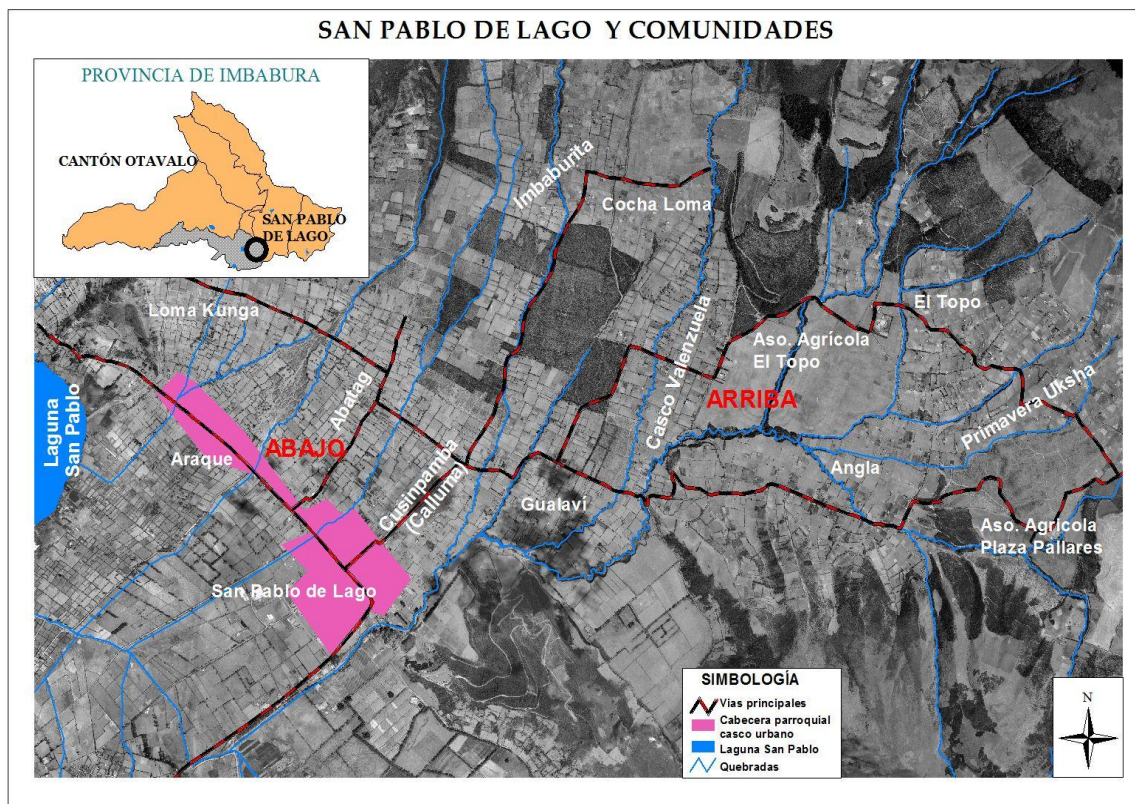 SAN PABLO DE LAGO Y COMUNIDADES
PROVINCIA DE IMBABURA
CANTÓN OTAVALO
SAN PABLO
DE LAGO
Imbaburita
Cocha Loma
Loma Kunga
El Topo
Aso. Agrícola
El Topo
Casco Valenzuela
ARRIBA
Primavera Uksha
Abatag
ABAJO
Laguna
San Pablo
Araque
Cusinpamba
(Calluma)
Angla
Gualaví
Aso. Agrícola
Plaza Pallares
San Pablo de Lago
SIMBOLOGÍA
Vias principales
Cabecera parroquial
casco urbano
Laguna San Pablo
Quebradas
N